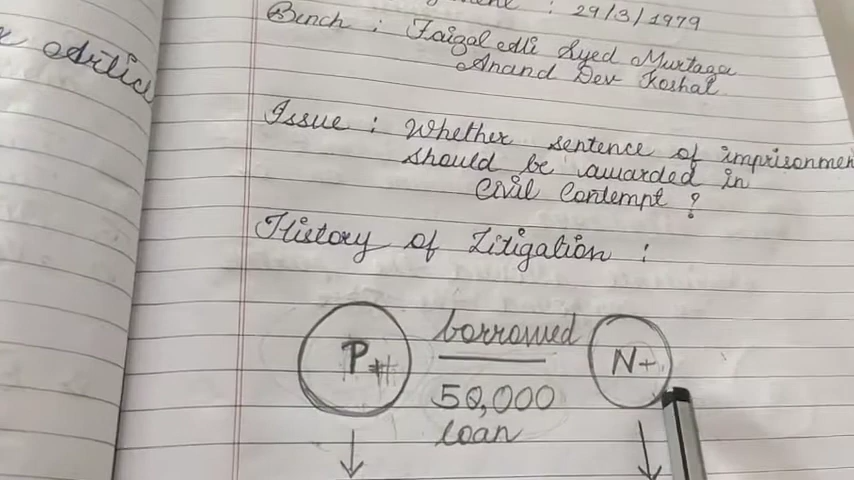 : 29/3/1979
Bench : Faizal Ali Syed Murtaza
Anand Dev Koshal
Issue : Whether sentence of imprisonmen
should be awarded in
Civil Contempt ?
History of Litigation :
P borrowed N+
50,000
loan